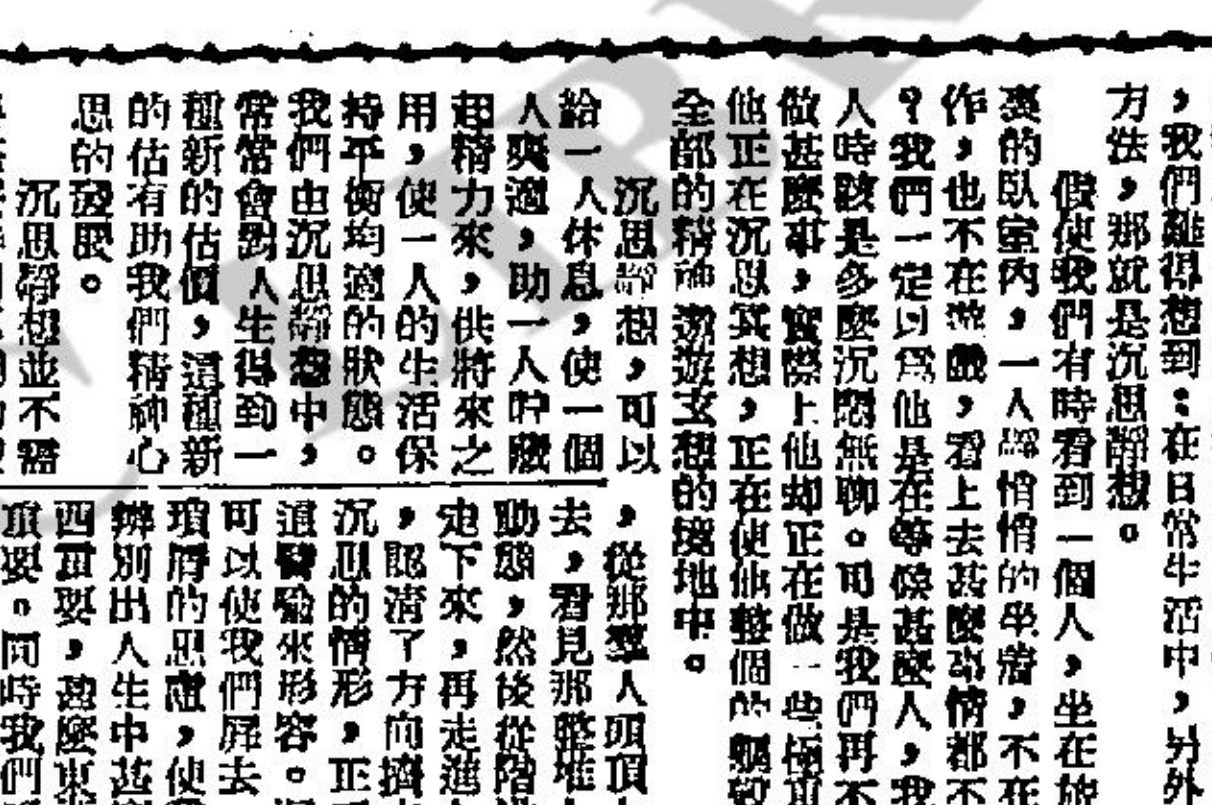 ，我們難得想到：在日常生活中，另外
方法，那就是沉思靜想。
假使我們有時看到一個人，坐在
裏的臥室內，一人靜悄悄的坐着，不在
作，也不在遊戲，看上去甚麼事情都不
？我們一定以爲他是在等候甚麼人，我
人時該是多麼沉悶無聊。可是我們再不
做甚麼事，實際上他却正在做一些極
他正在沉思冥想，正在使他整個的
全部的精神遨遊玄想的境地中。
沉思靜想，可以
給一人休息，使一個
人爽適，助一人貯藏
起精力來，供將來之
用，使一人的生活保
持平衡均適的狀態。
我們由沉思靜想中，
常常會對人生得到一
種新的估價，這種新
的估有助我們精神心
思的發展。
沉思靜想並不需
，從那羣人頭頂
去，看見那整堆
動態，然後從階
走下來，再走進
，認清了方向擠
沉思的情形，正
這譬喻來形容。
可以使我們屏去
瑣屑的思慮，使
辦別出人生中甚
四重要，甚麼東
重要。同時我們